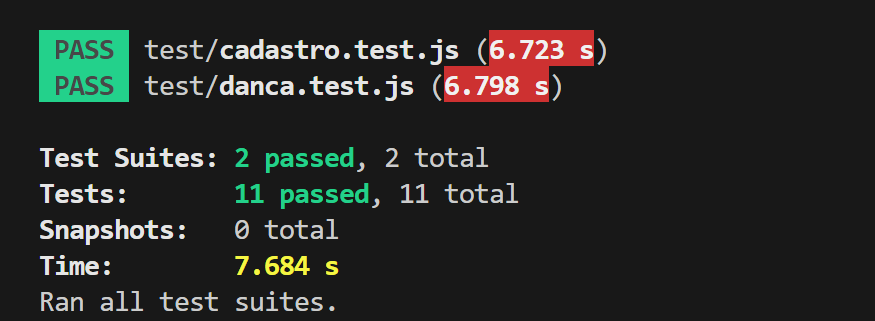 PASS test/cadastro.test.js (6.723 s)
PASS test/danca.test.js (6.798 s)
Test Suites: 2 passed, 2 total
Tests: 11 passed, 11 total
Snapshots: 0 total
Time: 7.684 s
Ran all test suites.